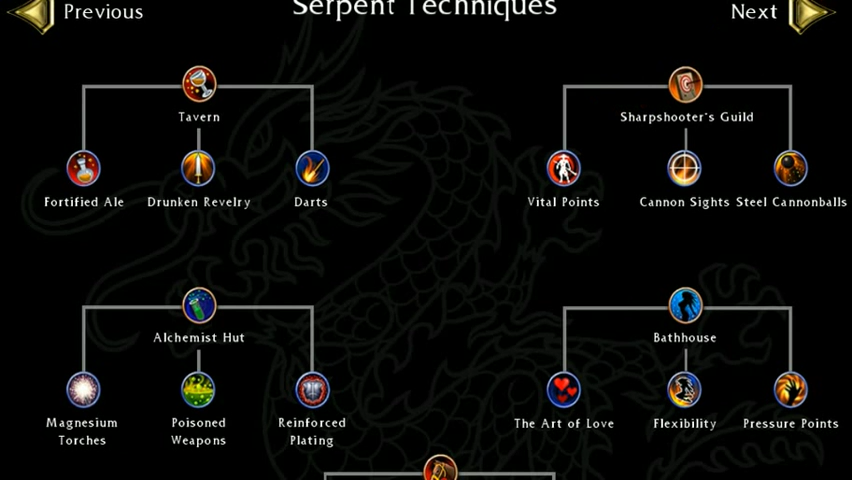 Serpent Techniques
Previous
Next
Tavern
Sharpshooter's Guild
Fortified Ale
Drunken Revelry
Darts
Vital Points
Cannon Sights
Steel Cannonballs
Alchemist Hut
Bathhouse
Magnesium
Torches
Poisoned
Weapons
Reinforced
Plating
The Art of Love
Flexibility
Pressure Points